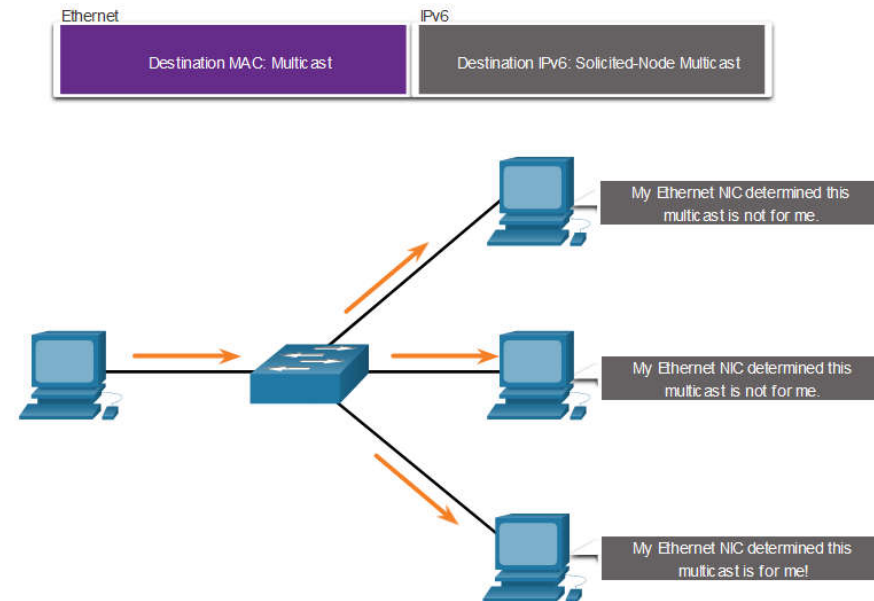 Ethernet
IPv6
Destination MAC: Multicast
Destination IPv6: Solicited-Node Multicast
My Ethernet NIC determined this
multicast is not for me.
My Ethernet NIC determined this
multicast is not for me.
My Ethernet NIC determined this
multicast is for me!